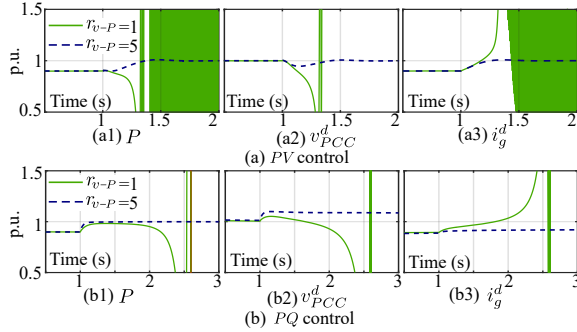 1.5
r_{v-P}=1
1
r_{v-P}=5
p.u.
0.5
Time (s)
Time (s)
Time (s)
1 1.5 2
1 1.5 2
1 1.5 2
(a1) P
(a2) v^d_{PCC}
(a3) i^d_g
(a) PV control
1.5
r_{v-P}=1
r_{v-P}=5
p.u.
1
0.5
Time (s)
Time (s)
Time (s)
1 2 3
1 2 3
1 2 3
(b1) P
(b2) v^d_{PCC}
(b3) i^d_g
(b) PQ control